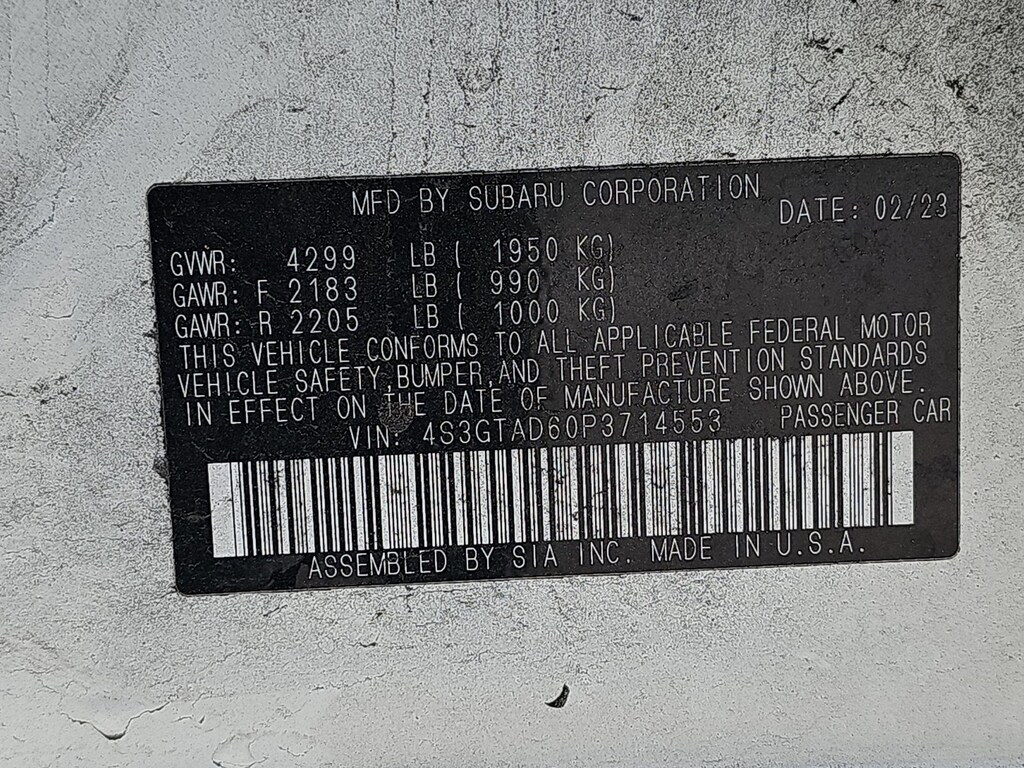 MFD BY SUBARU CORPORATION
DATE: 02/23
GVWR: 4299 LB ( 1950 KG)
GAWR: F 2183 LB ( 990 KG)
GAWR: R 2205 LB ( 1000 KG)
THIS VEHICLE CONFORMS TO ALL APPLICABLE FEDERAL MOTOR
VEHICLE SAFETY, BUMPER, AND THEFT PREVENTION STANDARDS
IN EFFECT ON THE DATE OF MANUFACTURE SHOWN ABOVE.
VIN: 4S3GTAD60P3714553 PASSENGER CAR
ASSEMBLED BY SIA INC. MADE IN U.S.A.